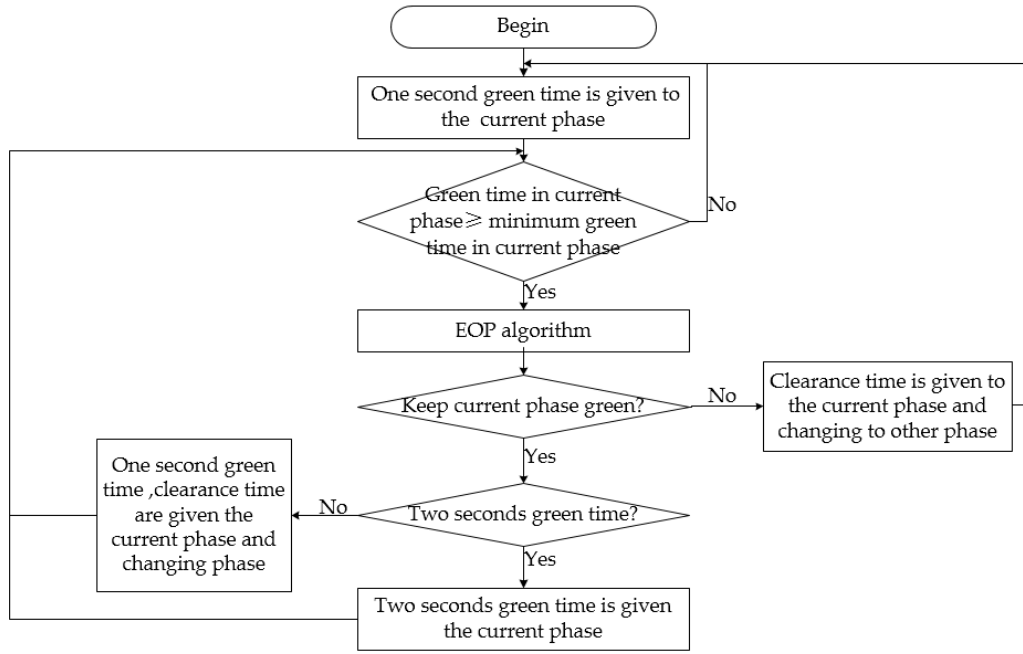 Begin
One second green time is given to
the current phase
Green time in current
phase≥ minimum green
time in current phase
No
Yes
EOP algorithm
Keep current phase green?
No
Clearance time is given to
the current phase and
changing to other phase
Yes
One second green
time ,clearance time
are given the
current phase and
changing phase
No
Two seconds green time?
Yes
Two seconds green time is given
the current phase